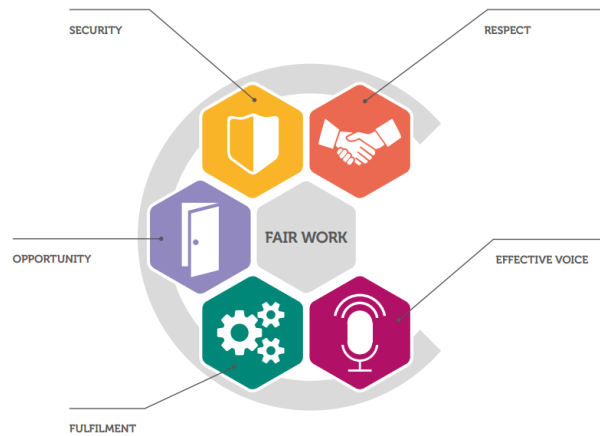 SECURITY
RESPECT
FAIR WORK
OPPORTUNITY
EFFECTIVE VOICE
FULFILMENT